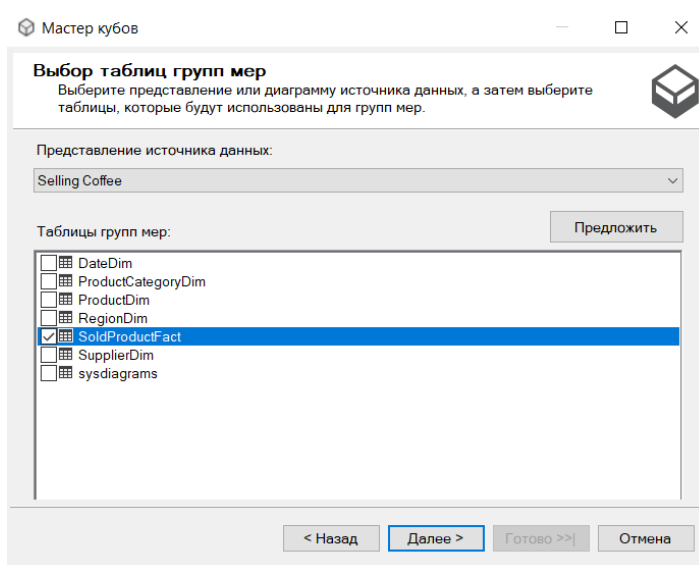 Мастер кубов
Выбор таблиц групп мер
Выберите представление или диаграмму источника данных, а затем выберите
таблицы, которые будут использованы для групп мер.
Представление источника данных:
Selling Coffee
Предложить
Таблицы групп мер:
DateDim
ProductCategoryDim
ProductDim
RegionDim
SoldProductFact
SupplierDim
sysdiagrams
< Назад
Далее >
Готово >>|
Отмена